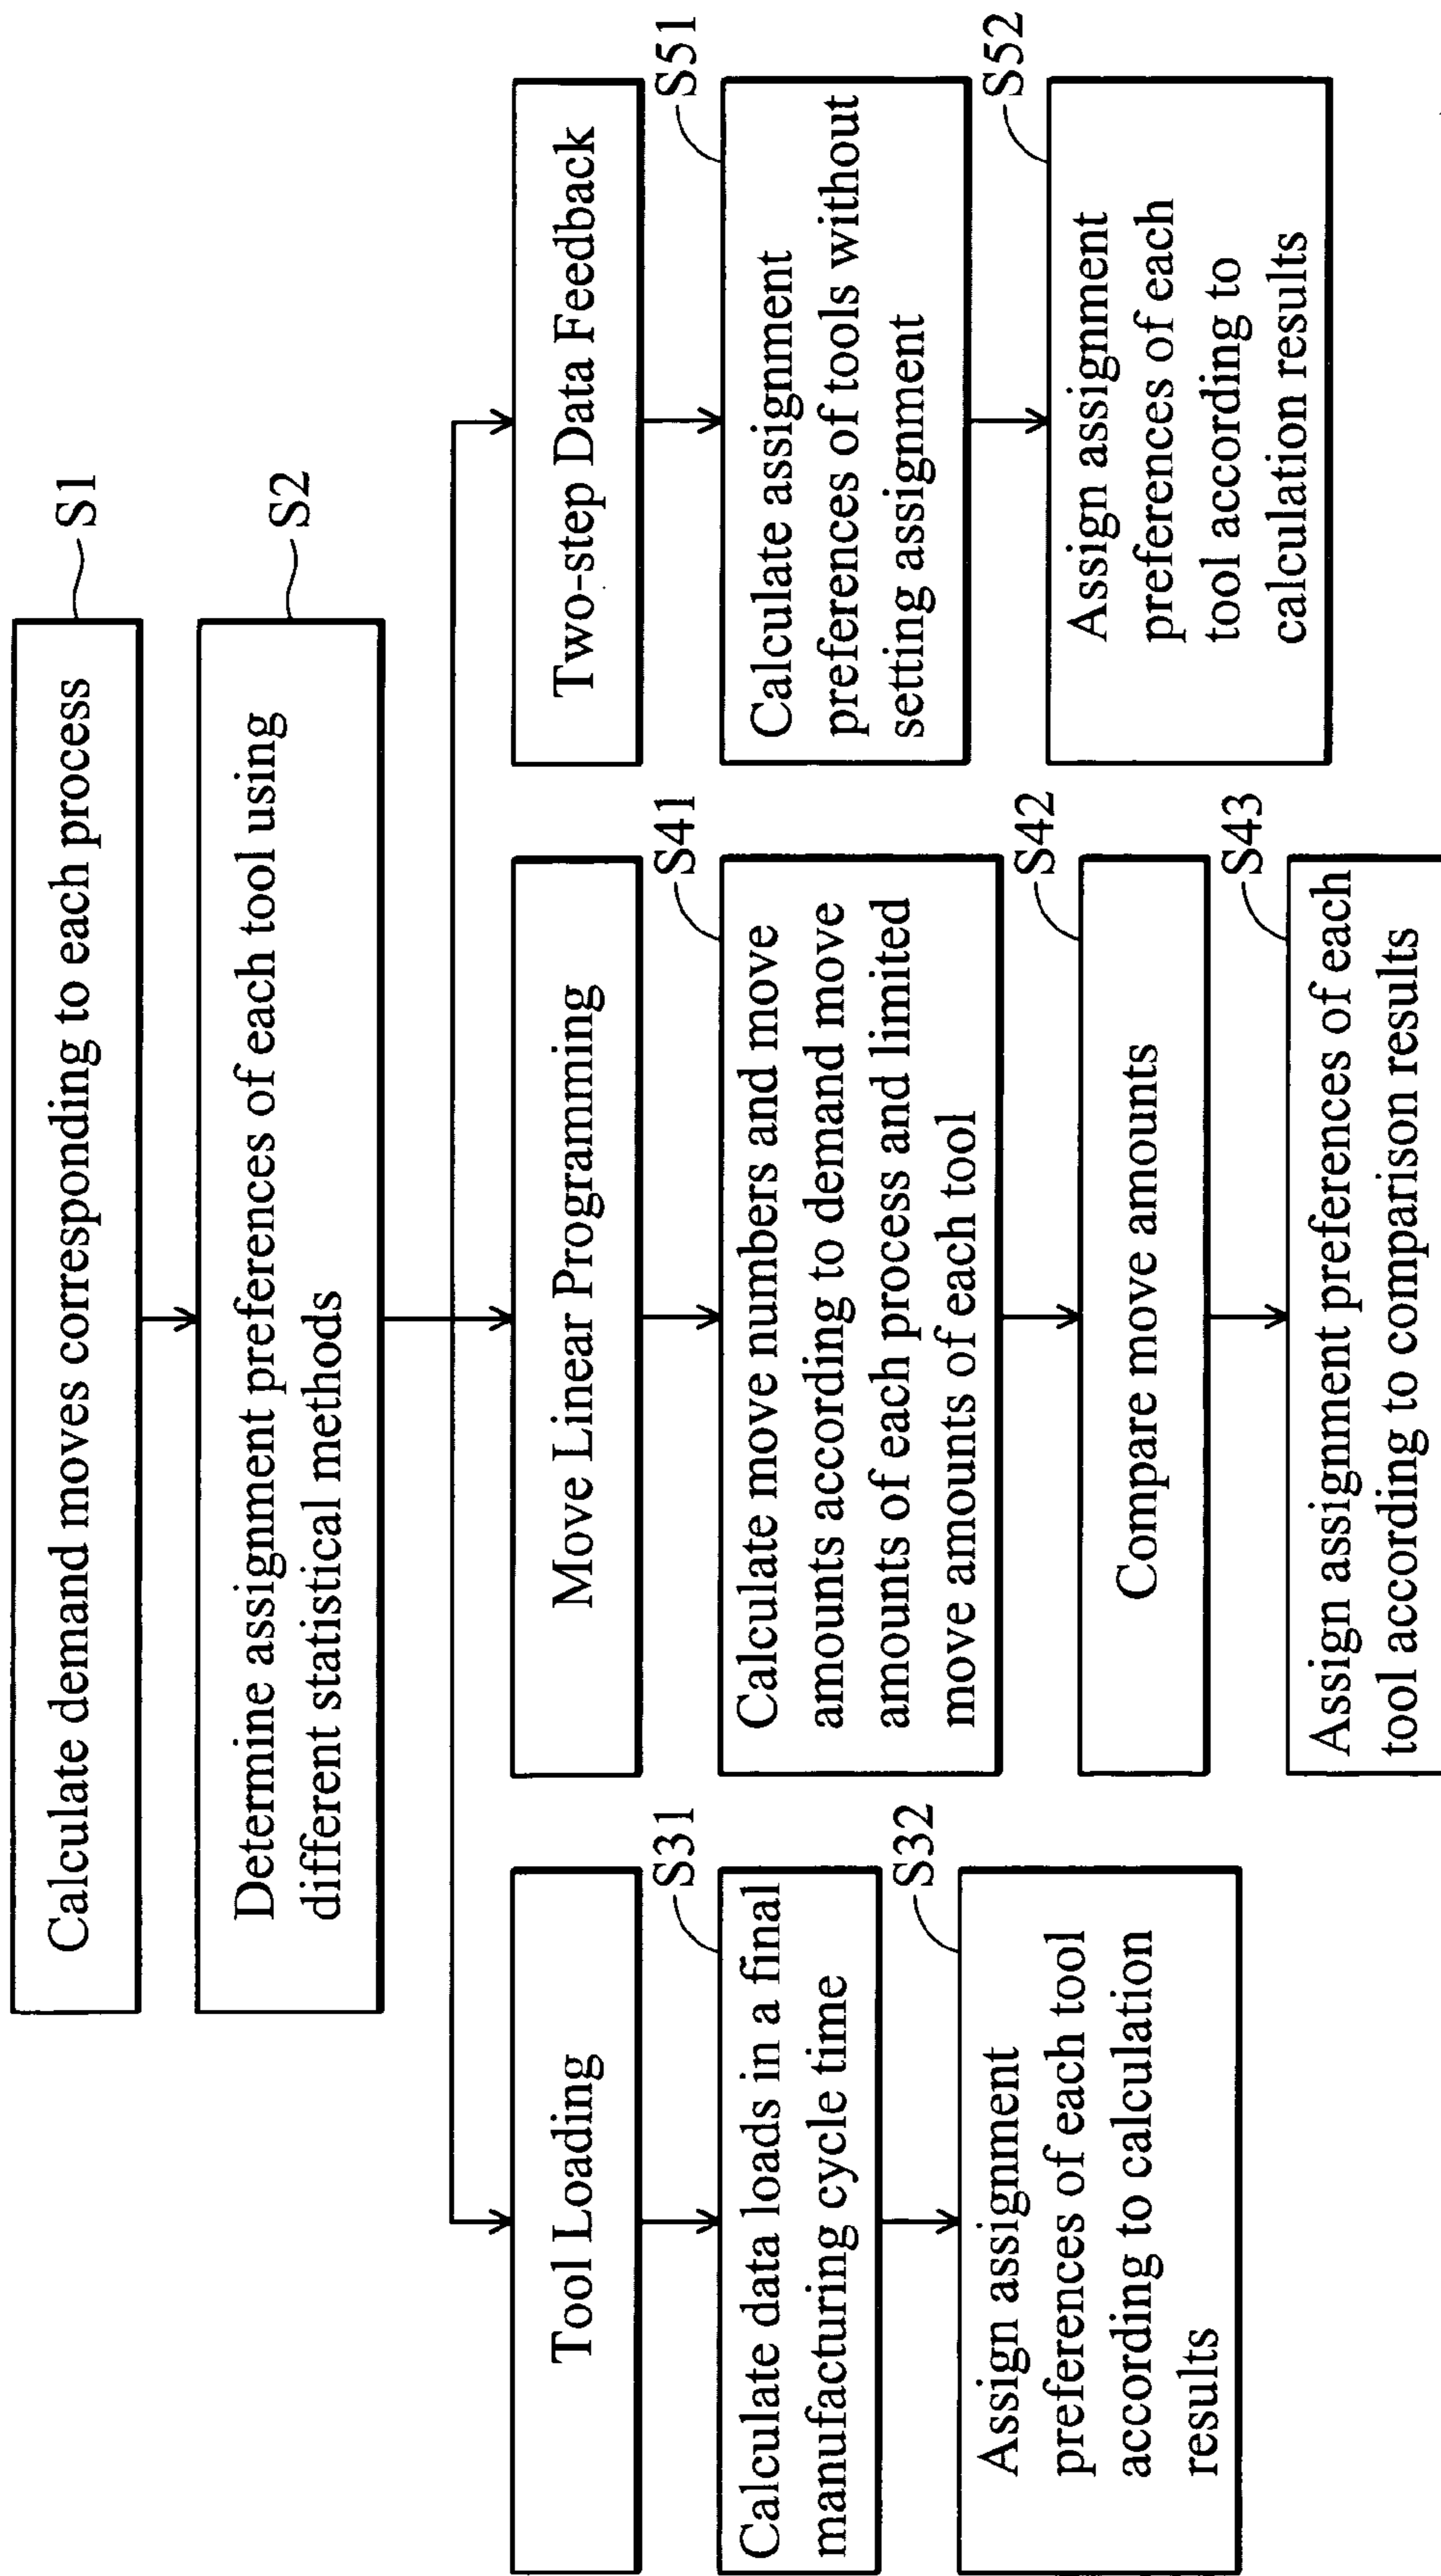 Calculate demand moves corresponding to each process
S1
Determine assignment preferences of each tool using
different statistical methods
S2
Tool Loading
S31
Calculate data loads in a final
manufacturing cycle time
S32
Assign assignment
preferences of each tool
according to calculation
results
Move Linear Programming
S41
Calculate move numbers and move
amounts according to demand move
amounts of each process and limited
move amounts of each tool
S42
Compare move amounts
S43
Assign assignment preferences of each
tool according to comparison results
Two-step Data Feedback
S51
Calculate assignment
preferences of tools without
setting assignment
S52
Assign assignment
preferences of each
tool according to
calculation results